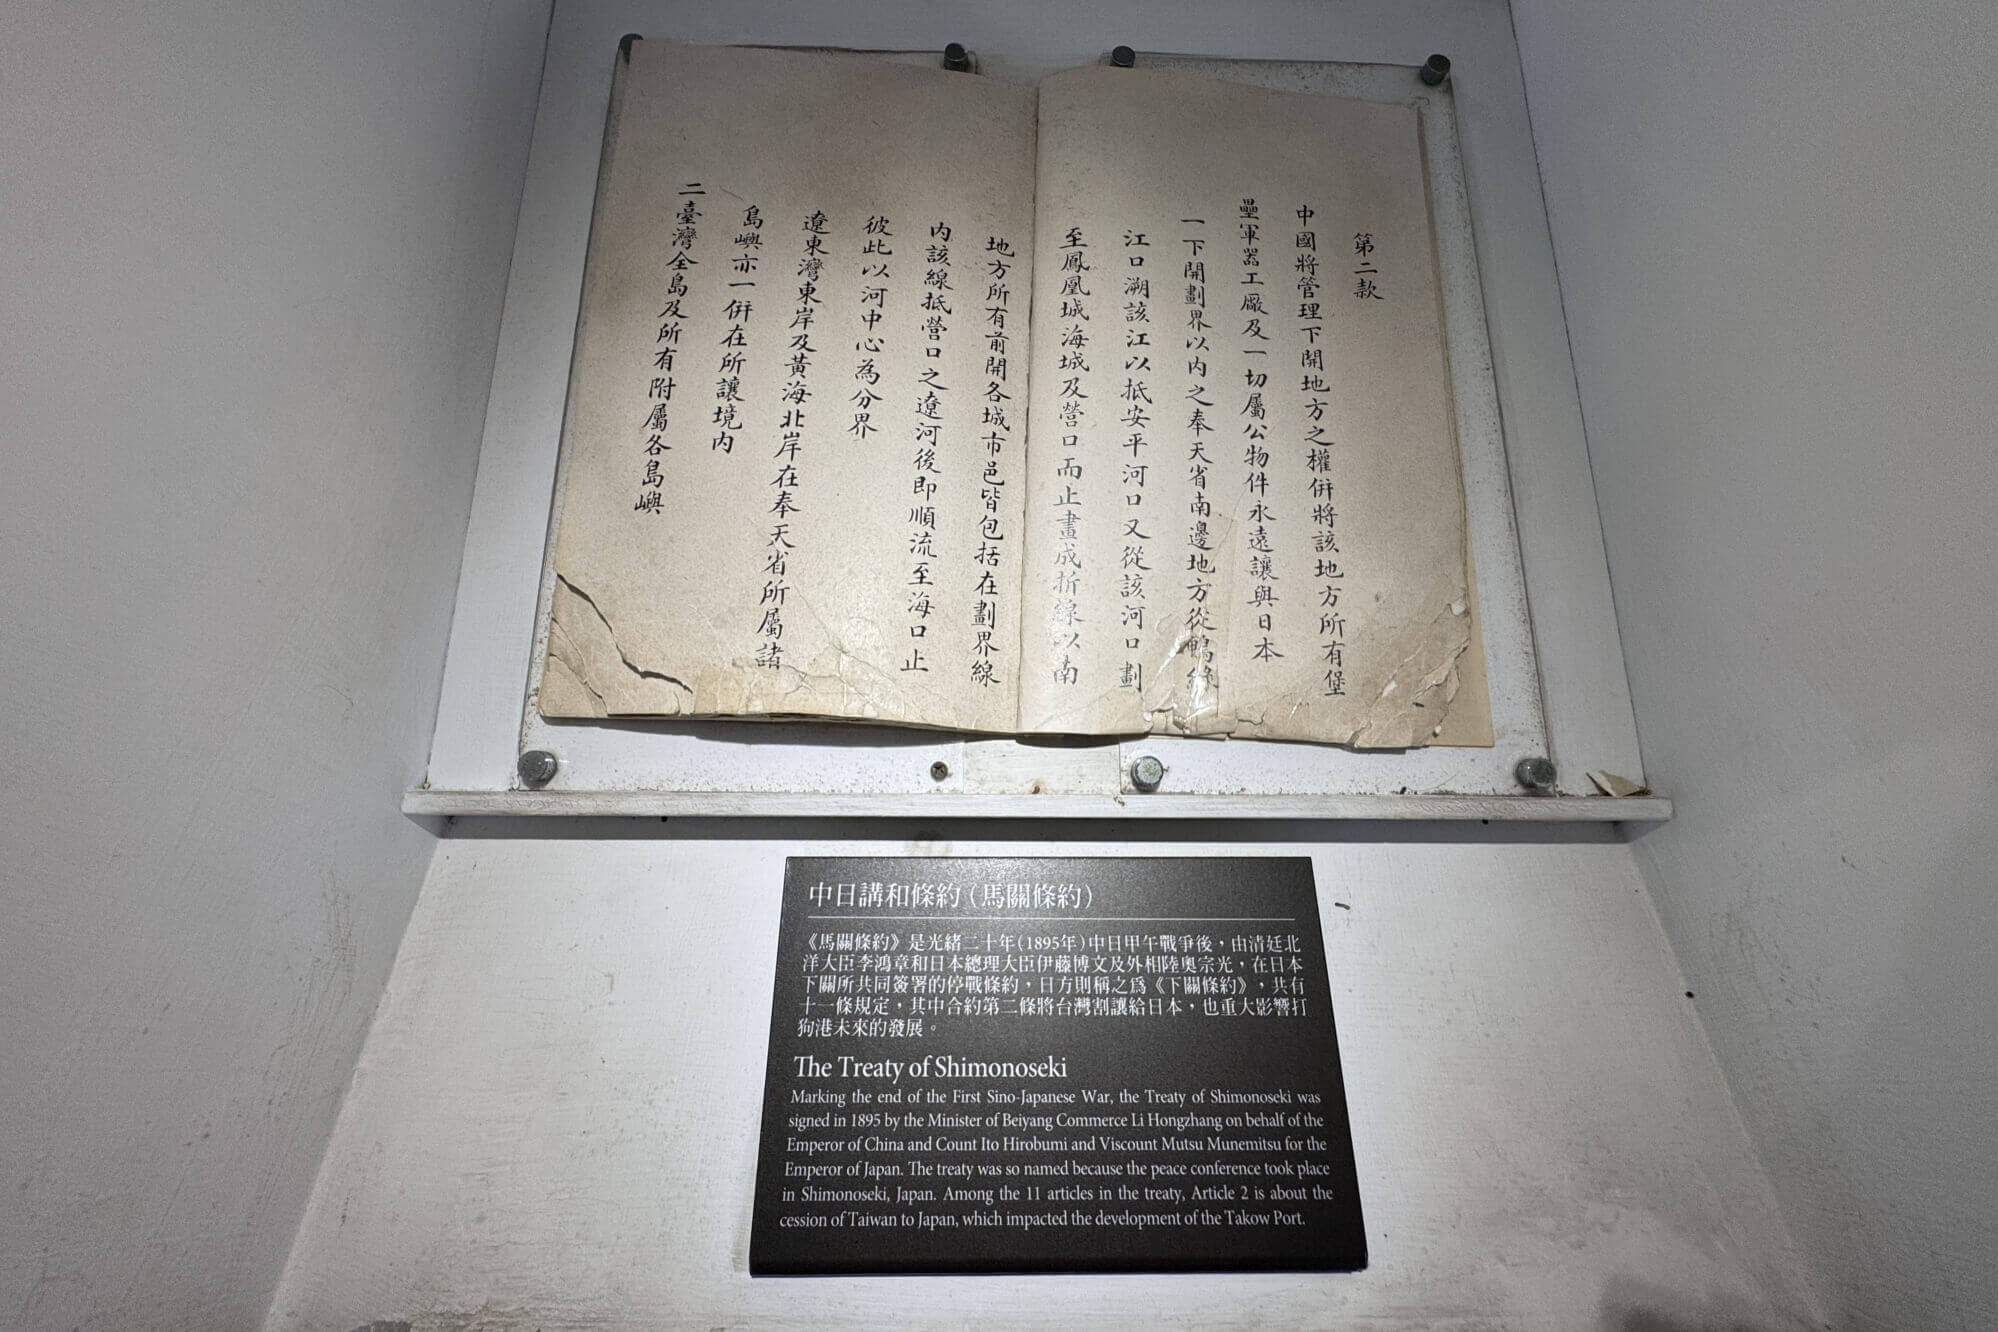 第二款
中國將管理下開地方之權併將該地方所有堡
壘軍器工廠及一切屬公物件永遠讓與日本
一下開劃界以內之奉天省南邊地方從鴨綠
江口溯該江以抵安平河口又從該河口劃
至鳳凰城海城及營口而止畫成折線以南
地方所有前開各城市邑皆包括在劃界線
內該線抵營口之遼河後即順流至海口止
彼此以河中心為分界
遼東灣東岸及黃海北岸在奉天省所屬諸
島嶼亦一併在所讓境內
二臺灣全島及所有附屬各島嶼
中日講和條約(馬關條約)
《馬關條約》是光緒二十年(1895年)中日甲午戰爭後,由清廷北
洋大臣李鴻章和日本總理大臣伊藤博文及外相陸奧宗光,在日本
下關所共同簽署的停戰條約,日方則稱之為《下關條約》,共有
十一條規定,其中合約第二條將台灣割讓給日本,也重大影響打
狗港未來的發展。
The Treaty of Shimonoseki
Marking the end of the First Sino-Japanese War, the Treaty of Shimonoseki was
signed in 1895 by the Minister of Beiyang Commerce Li Hongzhang on behalf of the
Emperor of China and Count Ito Hirobumi and Viscount Mutsu Munemitsu for the
Emperor of Japan. The treaty was so named because the peace conference took place
in Shimonoseki, Japan. Among the 11 articles in the treaty, Article 2 is about the
cession of Taiwan to Japan, which impacted the development of the Takow Port.